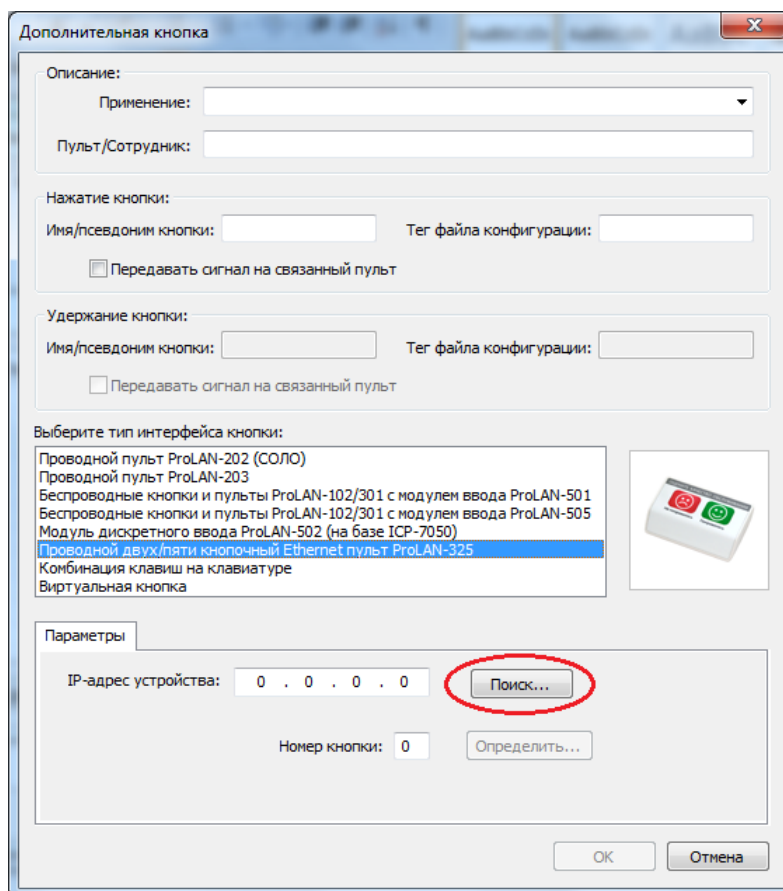 Дополнительная кнопка
Описание:
Применение:
Пульт/Сотрудник:
Нажатие кнопки:
Имя/псевдоним кнопки: Тег файла конфигурации:
Передавать сигнал на связанный пульт
Удержание кнопки:
Имя/псевдоним кнопки: Тег файла конфигурации:
Передавать сигнал на связанный пульт
Выберите тип интерфейса кнопки:
Проводной пульт ProLAN-202 (СОЛО)
Проводной пульт ProLAN-203
Беспроводные кнопки и пульты ProLAN-102/301 с модулем ввода ProLAN-501
Беспроводные кнопки и пульты ProLAN-102/301 с модулем ввода ProLAN-505
Модуль дискретного ввода ProLAN-502 (на базе ICP-7050)
Проводной двух/пяти кнопочный Ethernet пульт ProLAN-325
Комбинация клавиш на клавиатуре
Виртуальная кнопка
Параметры
IP-адрес устройства: 0 . 0 . 0 . 0 Поиск...
Номер кнопки: 0 Определить...
OK Отмена